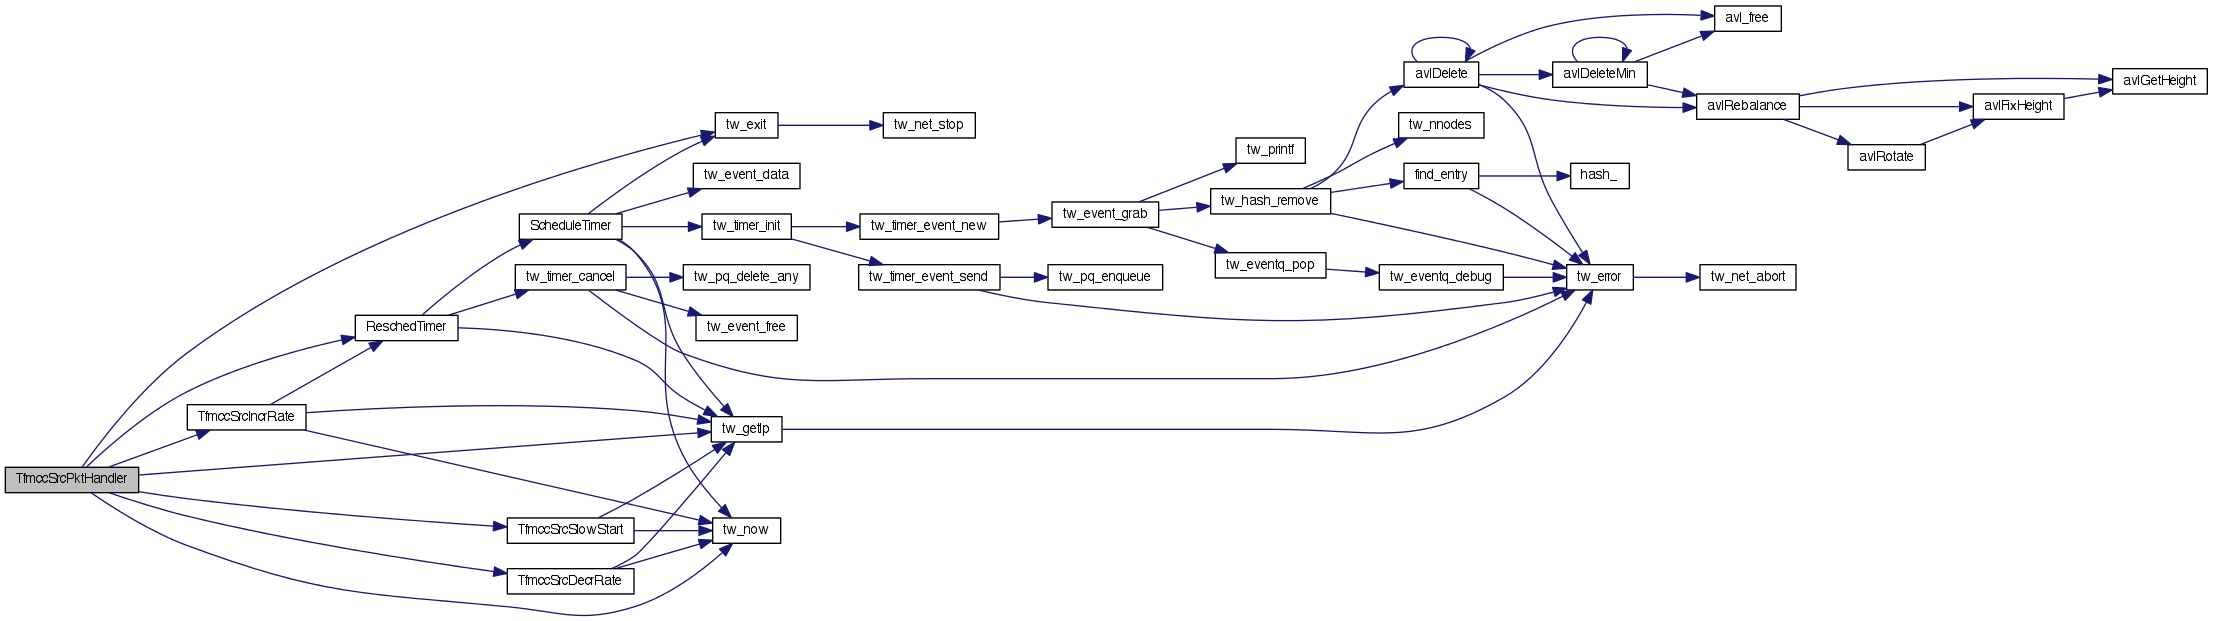 avl_free
avlDelete
avlDeleteMin
avlGetHeight
avlRebalance
avlFixHeight
tw_exit
tw_net_stop
tw_nnodes
tw_printf
avlRotate
tw_event_data
find_entry
hash_
tw_hash_remove
ScheduleTimer
tw_timer_init
tw_timer_event_new
tw_event_grab
tw_eventq_pop
tw_timer_cancel
tw_pq_delete_any
tw_timer_event_send
tw_pq_enqueue
tw_eventq_debug
tw_error
tw_net_abort
ReschedTimer
tw_event_free
TfmccSrcIncrRate
tw_getlp
TfmccSrcPktHandler
TfmccSrcSlowStart
tw_now
TfmccSrcDecrRate